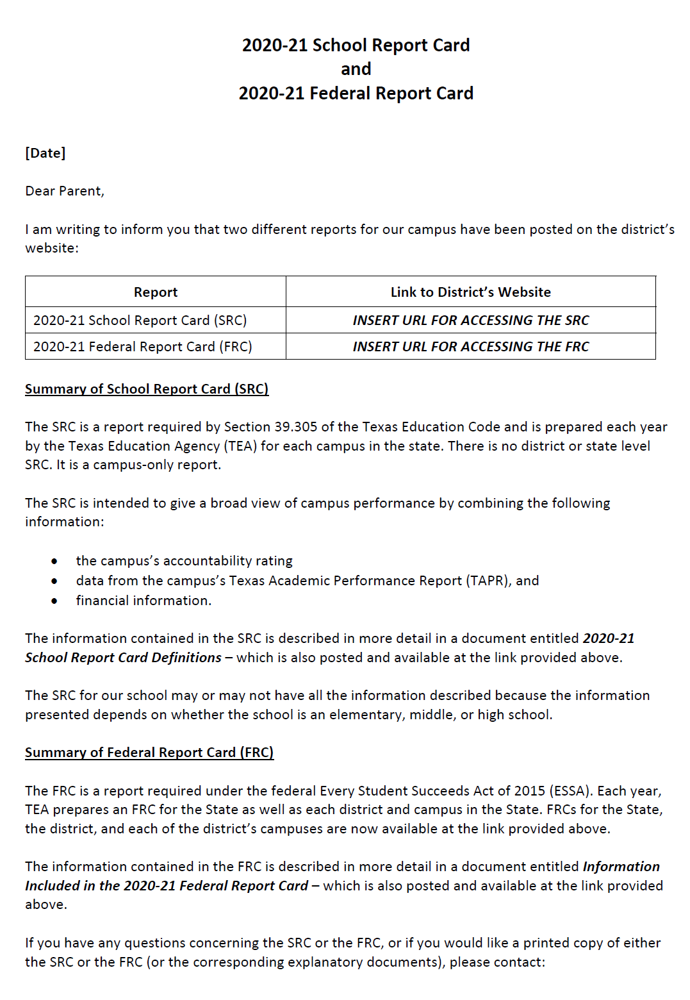 2020-21 School Report Card
and
2020-21 Federal Report Card
[Date]
Dear Parent,
I am writing to inform you that two different reports for our campus have been posted on the district’s
website:
Report Link to District’s Website
2020-21 School Report Card (SRC) INSERT URL FOR ACCESSING THE SRC
2020-21 Federal Report Card (FRC) INSERT URL FOR ACCESSING THE FRC
Summary of School Report Card (SRC)
The SRC is a report required by Section 39.305 of the Texas Education Code and is prepared each year
by the Texas Education Agency (TEA) for each campus in the state. There is no district or state level
SRC. It is a campus-only report.
The SRC is intended to give a broad view of campus performance by combining the following
information:
• the campus’s accountability rating
• data from the campus’s Texas Academic Performance Report (TAPR), and
• financial information.
The information contained in the SRC is described in more detail in a document entitled 2020-21
School Report Card Definitions – which is also posted and available at the link provided above.
The SRC for our school may or may not have all the information described because the information
presented depends on whether the school is an elementary, middle, or high school.
Summary of Federal Report Card (FRC)
The FRC is a report required under the federal Every Student Succeeds Act of 2015 (ESSA). Each year,
TEA prepares an FRC for the State as well as each district and campus in the State. FRCs for the State,
the district, and each of the district’s campuses are now available at the link provided above.
The information contained in the FRC is described in more detail in a document entitled Information
Included in the 2020-21 Federal Report Card – which is also posted and available at the link provided
above.
If you have any questions concerning the SRC or the FRC, or if you would like a printed copy of either
the SRC or the FRC (or the corresponding explanatory documents), please contact: